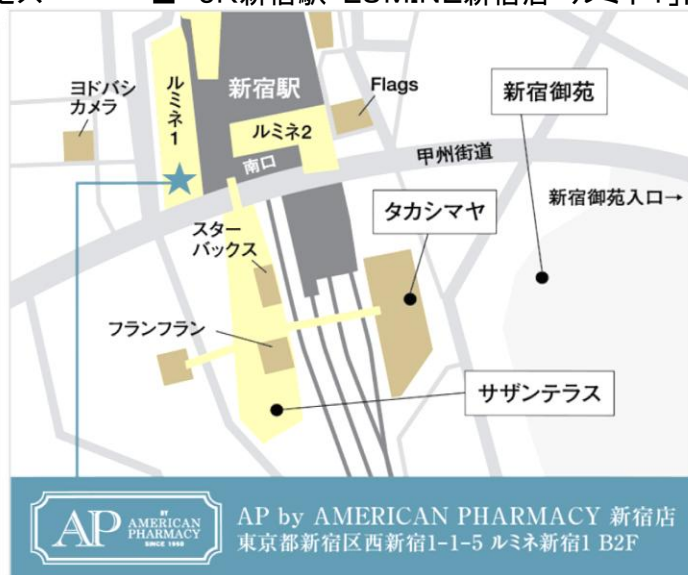 新宿駅
ルミネ1
ルミネ2
南口
ヨドバシ
カメラ
Flags
甲州街道
新宿御苑
新宿御苑入口→
タカシマヤ
スター
バックス
フランフラン
サザンテラス
AP
BY
AMERICAN
PHARMACY
SINCE 1950
AP by AMERICAN PHARMACY 新宿店
東京都新宿区西新宿1-1-5 ルミネ新宿1 B2F